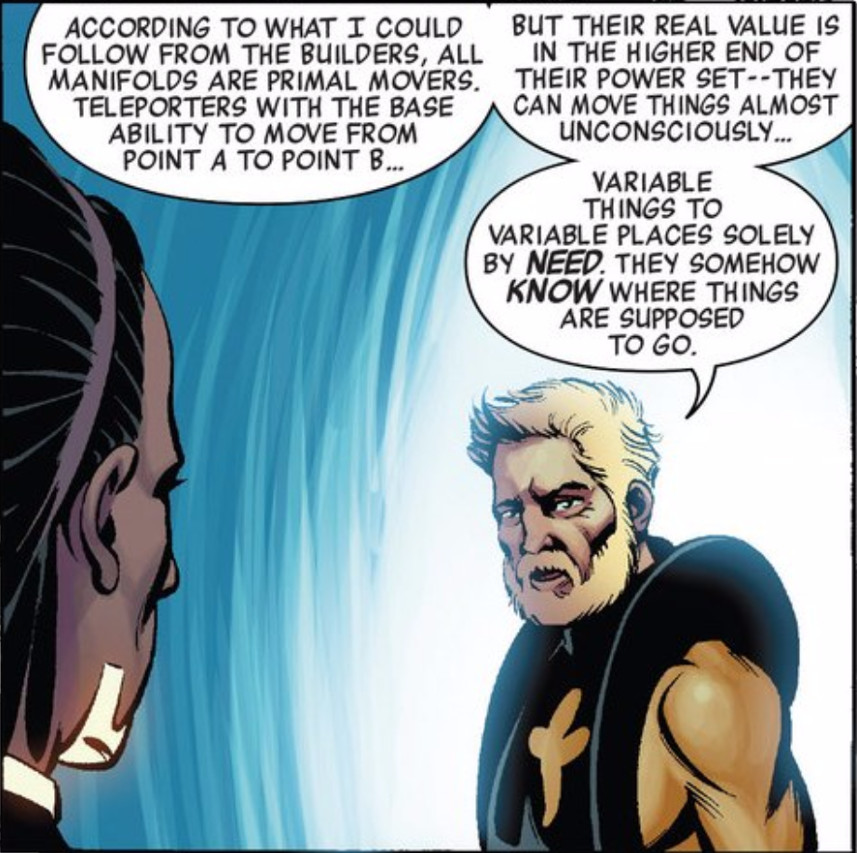 ACCORDING TO WHAT I COULD
FOLLOW FROM THE BUILDERS, ALL
MANIFOLDS ARE PRIMAL MOVERS.
TELEPORTERS WITH THE BASE
ABILITY TO MOVE FROM
POINT A TO POINT B...
BUT THEIR REAL VALUE IS
IN THE HIGHER END OF
THEIR POWER SET--THEY
CAN MOVE THINGS ALMOST
UNCONSCIOUSLY...
VARIABLE
THINGS TO
VARIABLE PLACES SOLELY
BY NEED. THEY SOMEHOW
KNOW WHERE THINGS
ARE SUPPOSED
TO GO.